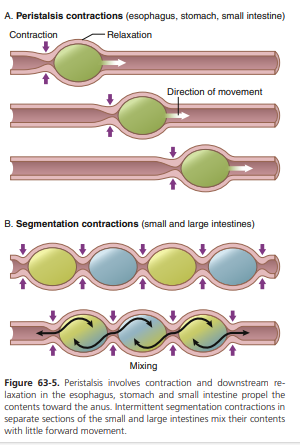 A. Peristalsis contractions (esophagus, stomach, small intestine)
Contraction
Relaxation
Direction of movement
B. Segmentation contractions (small and large intestines)
Mixing
Figure 63-5. Peristalsis involves contraction and downstream re-
laxation in the esophagus, stomach and small intestine propel the
contents toward the anus. Intermittent segmentation contractions in
separate sections of the small and large intestines mix their contents
with little forward movement.